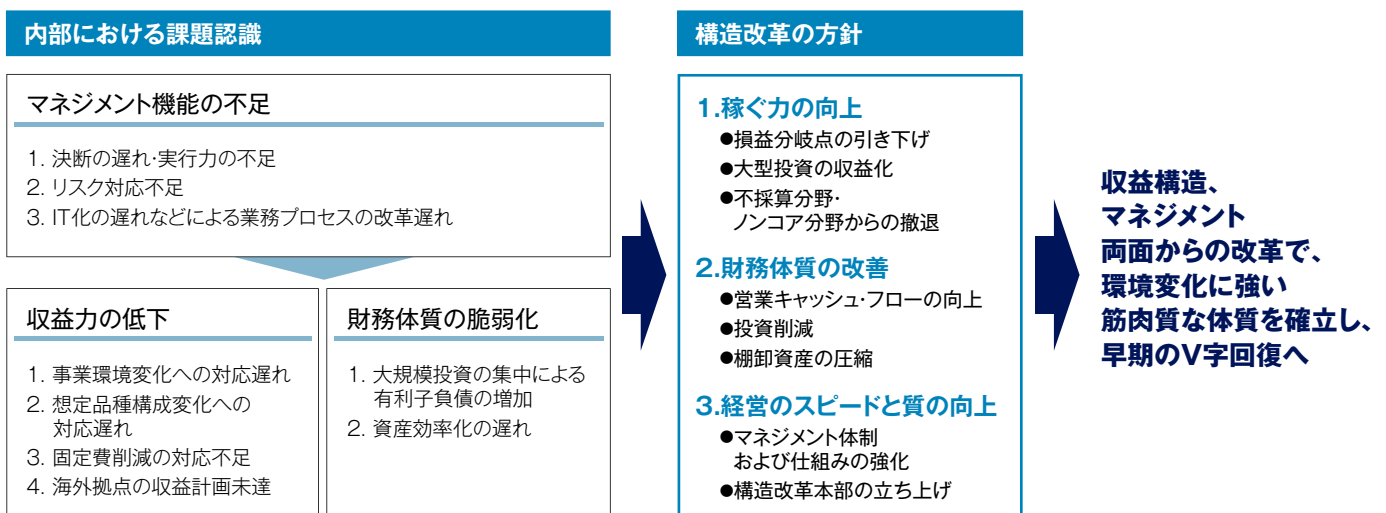 内部における課題認識
マネジメント機能の不足
1. 決断の遅れ・実行力の不足
2. リスク対応不足
3. IT化の遅れなどによる業務プロセスの改革遅れ
収益力の低下
1. 事業環境変化への対応遅れ
2. 想定品種構成変化への
対応遅れ
3. 固定費削減の対応不足
4. 海外拠点の収益計画未達
財務体質の脆弱化
1. 大規模投資の集中による
有利子負債の増加
2. 資産効率化の遅れ
構造改革の方針
1.稼ぐ力の向上
●損益分岐点の引き下げ
●大型投資の収益化
●不採算分野・
ノンコア分野からの撤退
2.財務体質の改善
●営業キャッシュ・フローの向上
●投資削減
●棚卸資産の圧縮
3.経営のスピードと質の向上
●マネジメント体制
および仕組みの強化
●構造改革本部の立ち上げ
収益構造、
マネジメント
両面からの改革で、
環境変化に強い
筋肉質な体質を確立し、
早期のV字回復へ